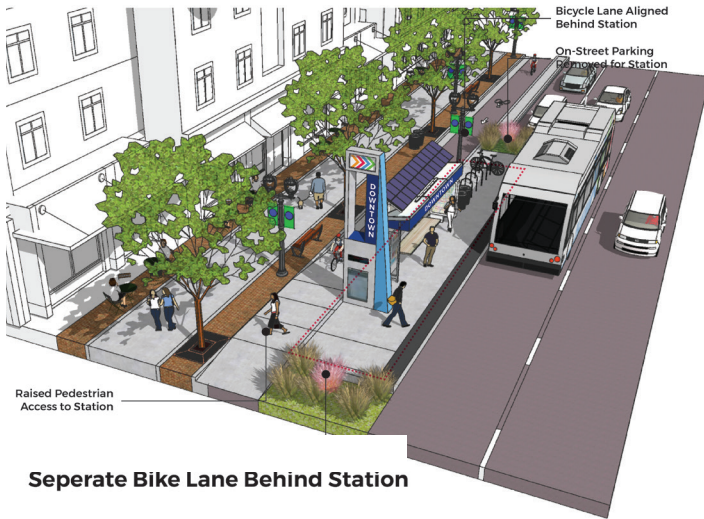 Bicycle Lane Aligned
Behind Station
On-Street Parking
Removed for Station
DOWNTOWN
DOWNTOWN
Raised Pedestrian
Access to Station
Seperate Bike Lane Behind Station